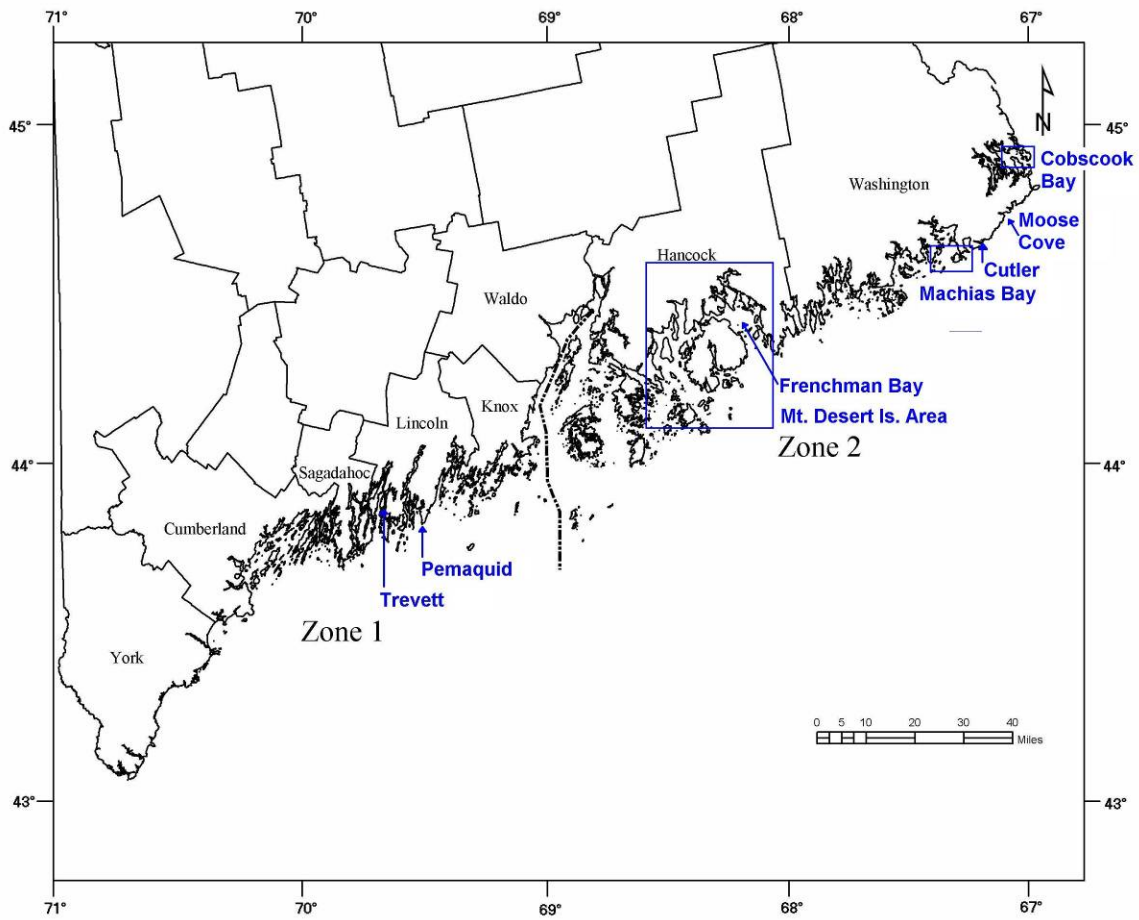 71°
70°
69°
68°
67°
45°
45°
N
Cobscook
Bay
Washington
Moose
Cove
Hancock
Cutler
Machias Bay
Waldo
Frenchman Bay
Knox
Mt. Desert Is. Area
Lincoln
Zone 2
44°
44°
Sagadahoc
Cumberland
Pemaquid
Trevett
Zone 1
York
0 5 10 20 30 40
Miles
43°
43°
71°
70°
69°
68°
67°